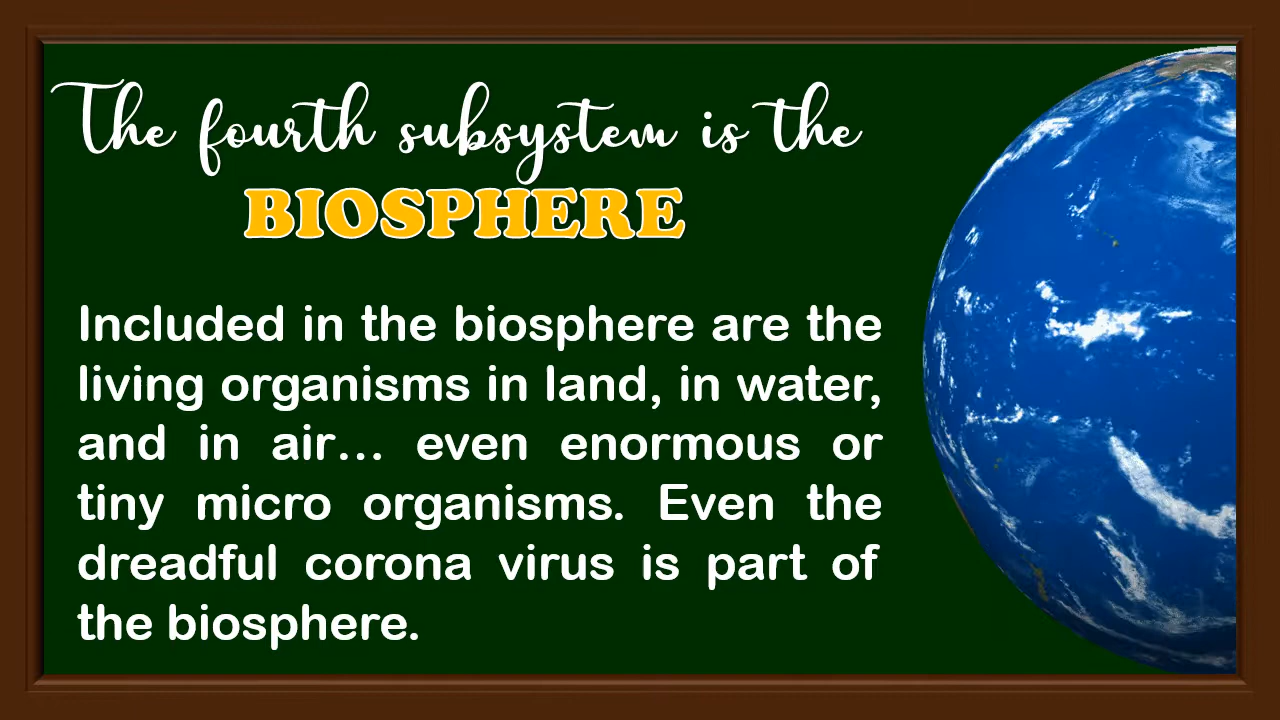 The fourth subsystem is the
BIOSPHERE
Included in the biosphere are the
living organisms in land, in water,
and in air... even enormous or
tiny micro organisms. Even the
dreadful corona virus is part of
the biosphere.